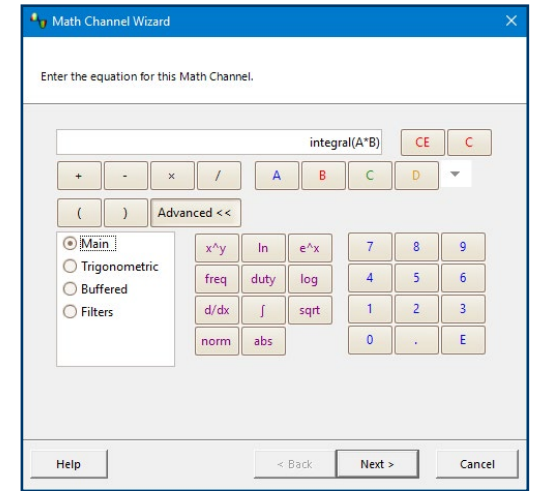 Math Channel Wizard
Enter the equation for this Math Channel.
integral(A*B) CE C
+ - × / A B C D
( ) Advanced <<
Main x^y ln e^x 7 8 9
Trigonometric freq duty log 4 5 6
Buffered d/dx ∫ sqrt 1 2 3
Filters norm abs 0 . E
Help < Back Next > Cancel